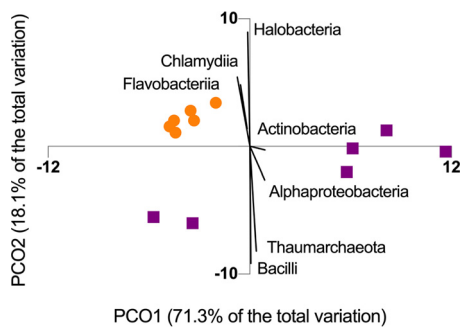 10
Halobacteria
Chlamydiia
Flavobacteriia
Actinobacteria
-12
12
Alphaproteobacteria
Thaumarchaeota
Bacilli
-10
PCO2 (18.1% of the total variation)
PCO1 (71.3% of the total variation)